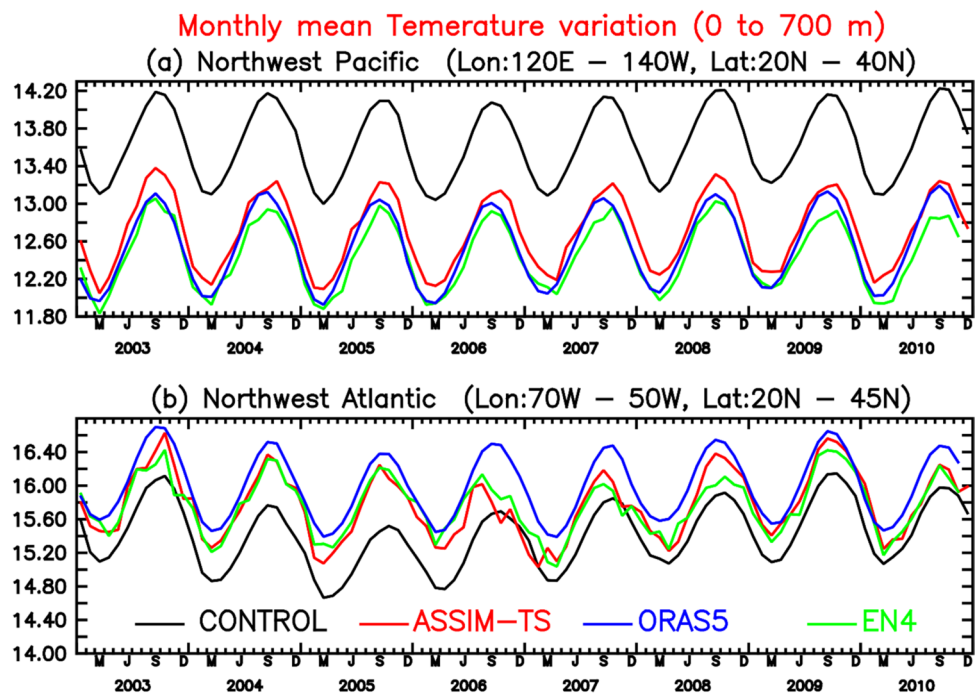 Monthly mean Temerature variation (0 to 700 m)
(a) Northwest Pacific (Lon:120E – 140W, Lat:20N – 40N)
14.20
13.80
13.40
13.00
12.60
12.20
11.80
M J S D M J S D M J S D M J S D M J S D M J S D M J S D M J S D
2003 2004 2005 2006 2007 2008 2009 2010
(b) Northwest Atlantic (Lon:70W – 50W, Lat:20N – 45N)
16.40
16.00
15.60
15.20
14.80
14.40
14.00
CONTROL ASSIM–TS ORAS5 EN4
M J S D M J S D M J S D M J S D M J S D M J S D M J S D M J S D
2003 2004 2005 2006 2007 2008 2009 2010